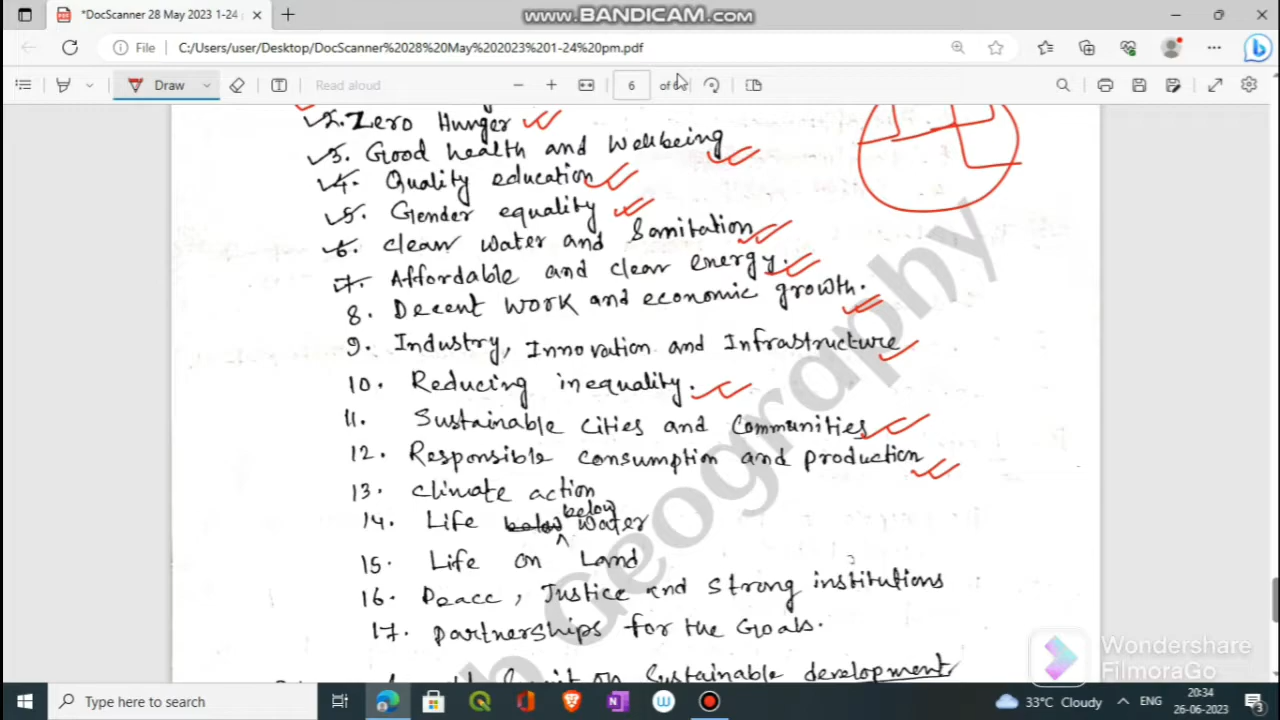 www.BANDICAM.com
*DocScanner 28 May 2023 1-24
File C:/Users/user/Desktop/DocScanner%2028%20May%202023%201-24%20pm.pdf
Draw Read aloud 6 of
2. Zero Hunger
3. Good health and Wellbeing
4. Quality education
5. Gender equality
6. Clean water and Sanitation
7. Affordable and clean energy.
8. Decent work and economic growth.
9. Industry, Innovation and Infrastructure
10. Reducing inequality.
11. Sustainable cities and Communities
12. Responsible consumption and production
13. Climate action
14. Life below below water
15. Life on Land
16. Peace, Justice and Strong institutions
17. Partnerships for the Goals.
on Sustainable development
Geography
Wondershare
FilmoraGo
Type here to search
33°C Cloudy ENG 20:34
26-06-2023 3